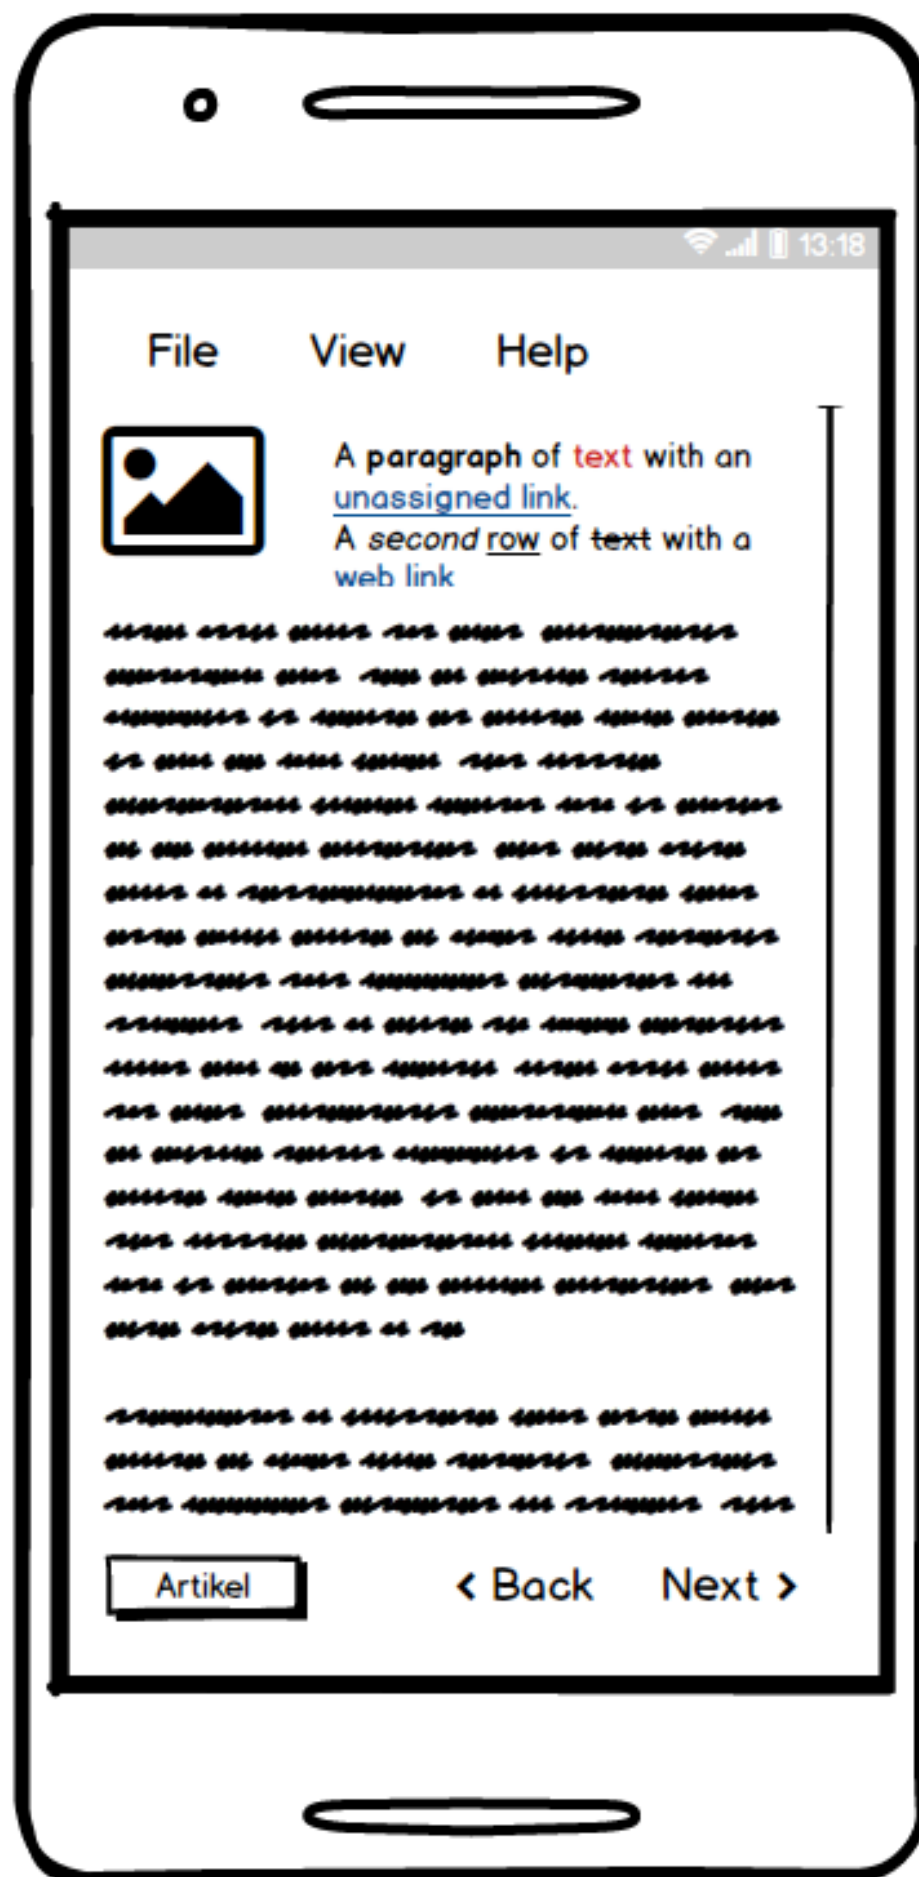 13:18
File View Help
A paragraph of text with an
unassigned link.
A second row of text with a
web link
Artikel < Back Next >